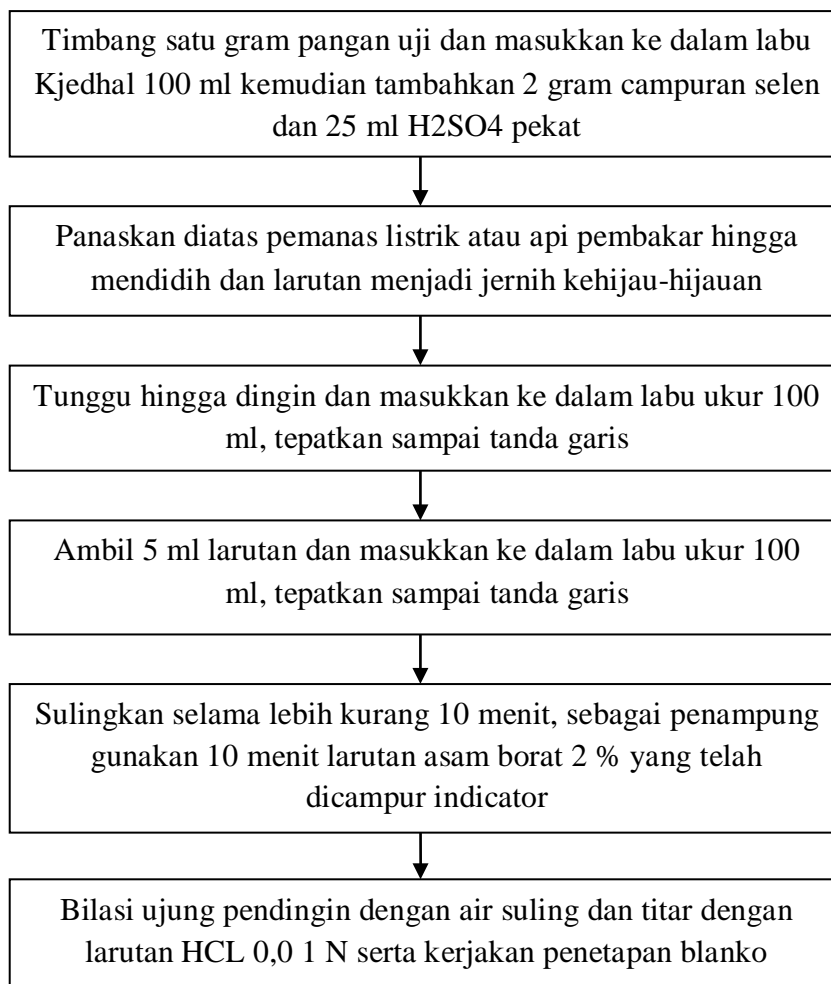 Timbang satu gram pangan uji dan masukkan ke dalam labu
Kjedhal 100 ml kemudian tambahkan 2 gram campuran selen
dan 25 ml H2SO4 pekat
Panaskan diatas pemanas listrik atau api pembakar hingga
mendidih dan larutan menjadi jernih kehijau-hijauan
Tunggu hingga dingin dan masukkan ke dalam labu ukur 100
ml, tepatkan sampai tanda garis
Ambil 5 ml larutan dan masukkan ke dalam labu ukur 100
ml, tepatkan sampai tanda garis
Sulingkan selama lebih kurang 10 menit, sebagai penampung
gunakan 10 menit larutan asam borat 2 % yang telah
dicampur indicator
Bilasi ujung pendingin dengan air suling dan titar dengan
larutan HCL 0,0 1 N serta kerjakan penetapan blanko